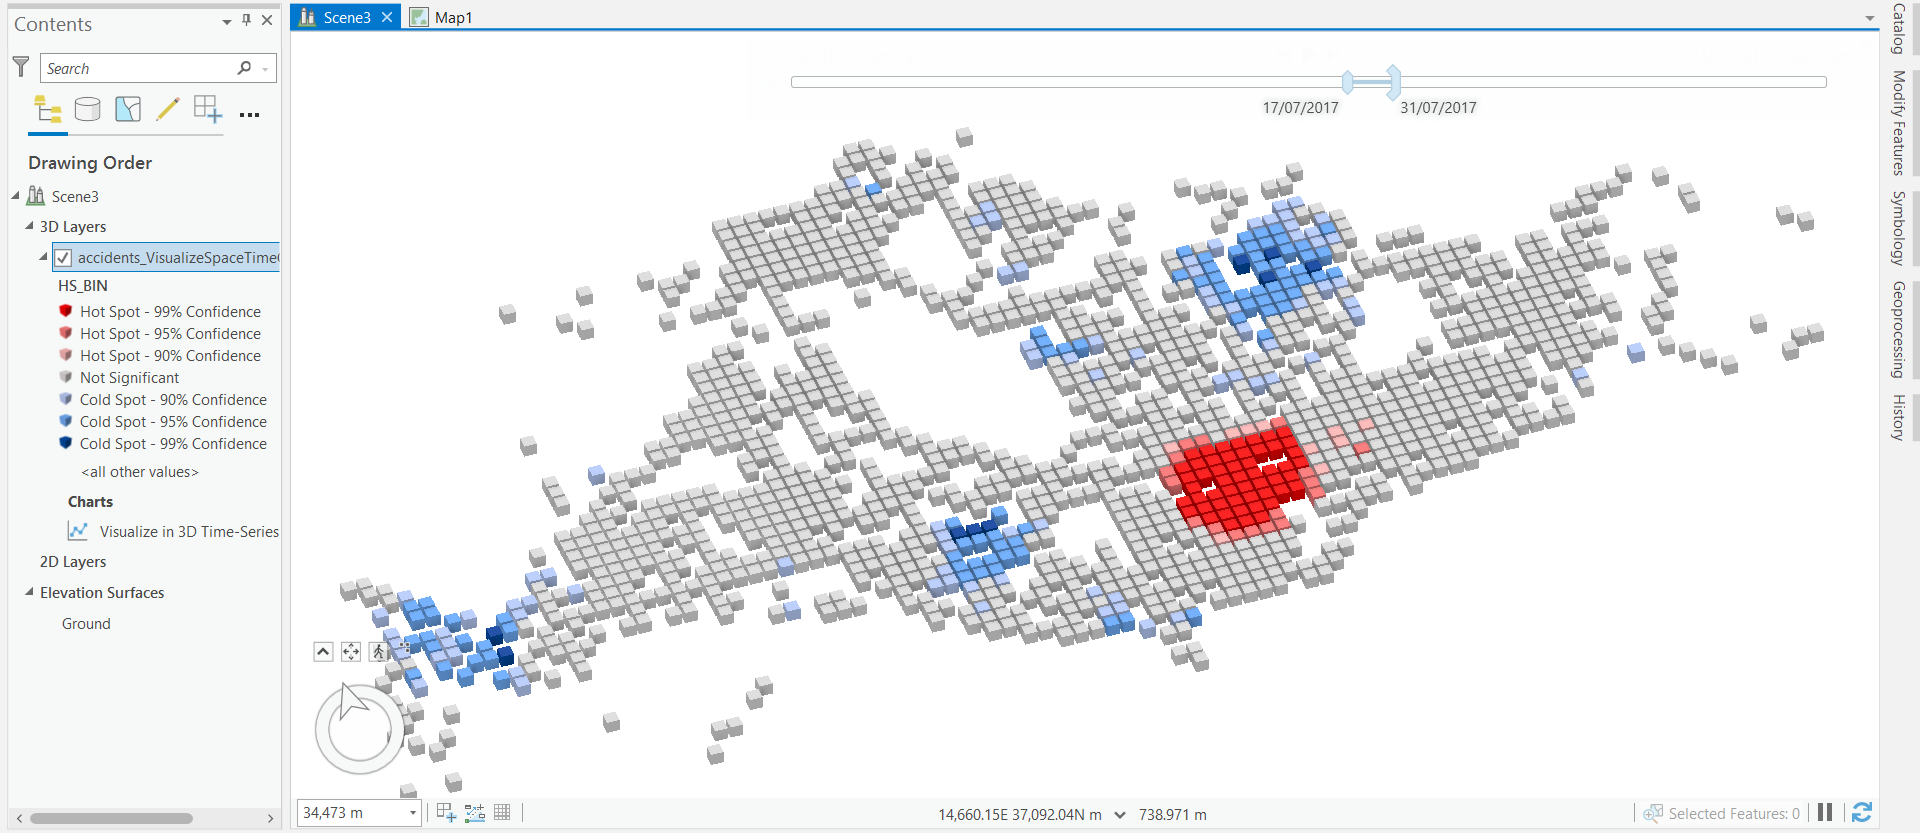 Contents
Search
Drawing Order
Scene3
3D Layers
accidents_VisualizeSpaceTime
HS_BIN
Hot Spot - 99% Confidence
Hot Spot - 95% Confidence
Hot Spot - 90% Confidence
Not Significant
Cold Spot - 90% Confidence
Cold Spot - 95% Confidence
Cold Spot - 99% Confidence
<all other values>
Charts
Visualize in 3D Time-Series
2D Layers
Elevation Surfaces
Ground
Scene3
Map1
17/07/2017
31/07/2017
34,473 m
14,660.15E 37,092.04N m
738.971 m
Selected Features: 0
Catalog
Modify Features
Symbology
Geoprocessing
History